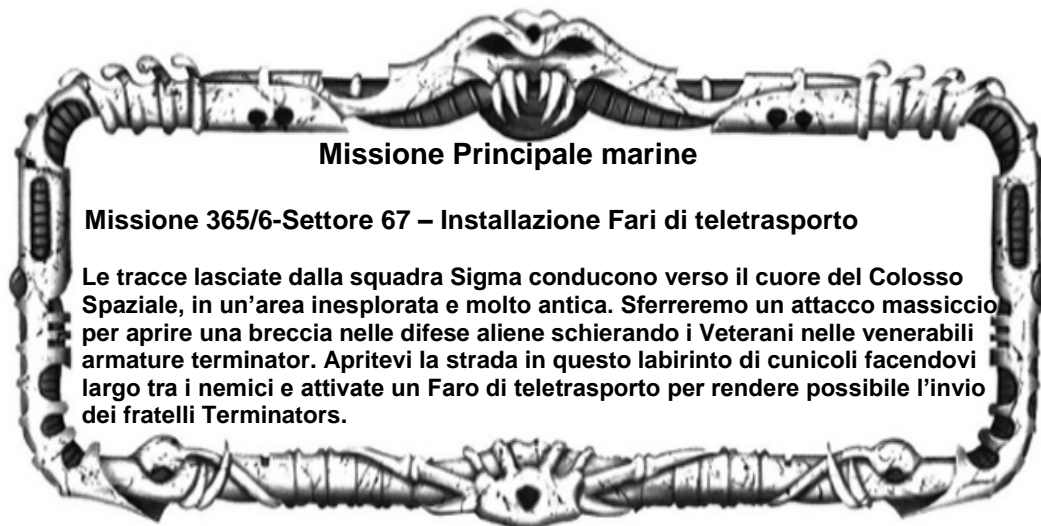 Missione Principale marine
Missione 365/6-Settore 67 – Installazione Fari di teletrasporto
Le tracce lasciate dalla squadra Sigma conducono verso il cuore del Colosso
Spaziale, in un’area inesplorata e molto antica. Sferreremo un attacco massiccio
per aprire una breccia nelle difese aliene schierando i Veterani nelle venerabili
armature terminator. Apritevi la strada in questo labirinto di cunicoli facendovi
largo tra i nemici e attivate un Faro di teletrasporto per rendere possibile l’invio
dei fratelli Terminators.